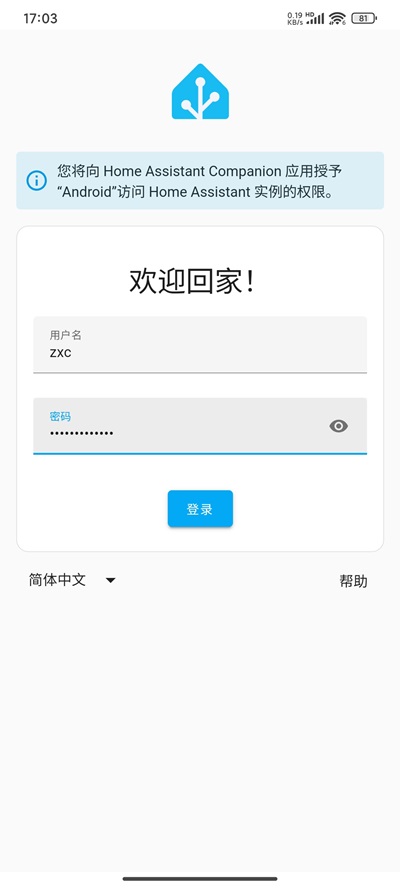 17:03
0.19 KB/s HD 6 81
您将向 Home Assistant Companion 应用授予
“Android”访问 Home Assistant 实例的权限。
欢迎回家！
用户名
zxc
密码
•••••••••••••
登录
简体中文
帮助